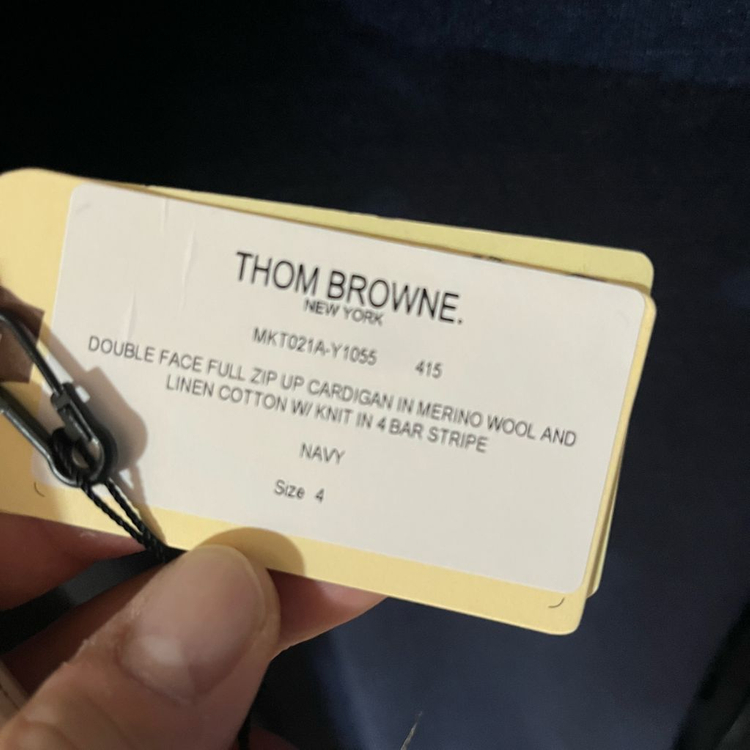 THOM BROWNE.
NEW YORK
MKT021A-Y1055 415
DOUBLE FACE FULL ZIP UP CARDIGAN IN MERINO WOOL AND
LINEN COTTON W/ KNIT IN 4 BAR STRIPE
NAVY
Size 4